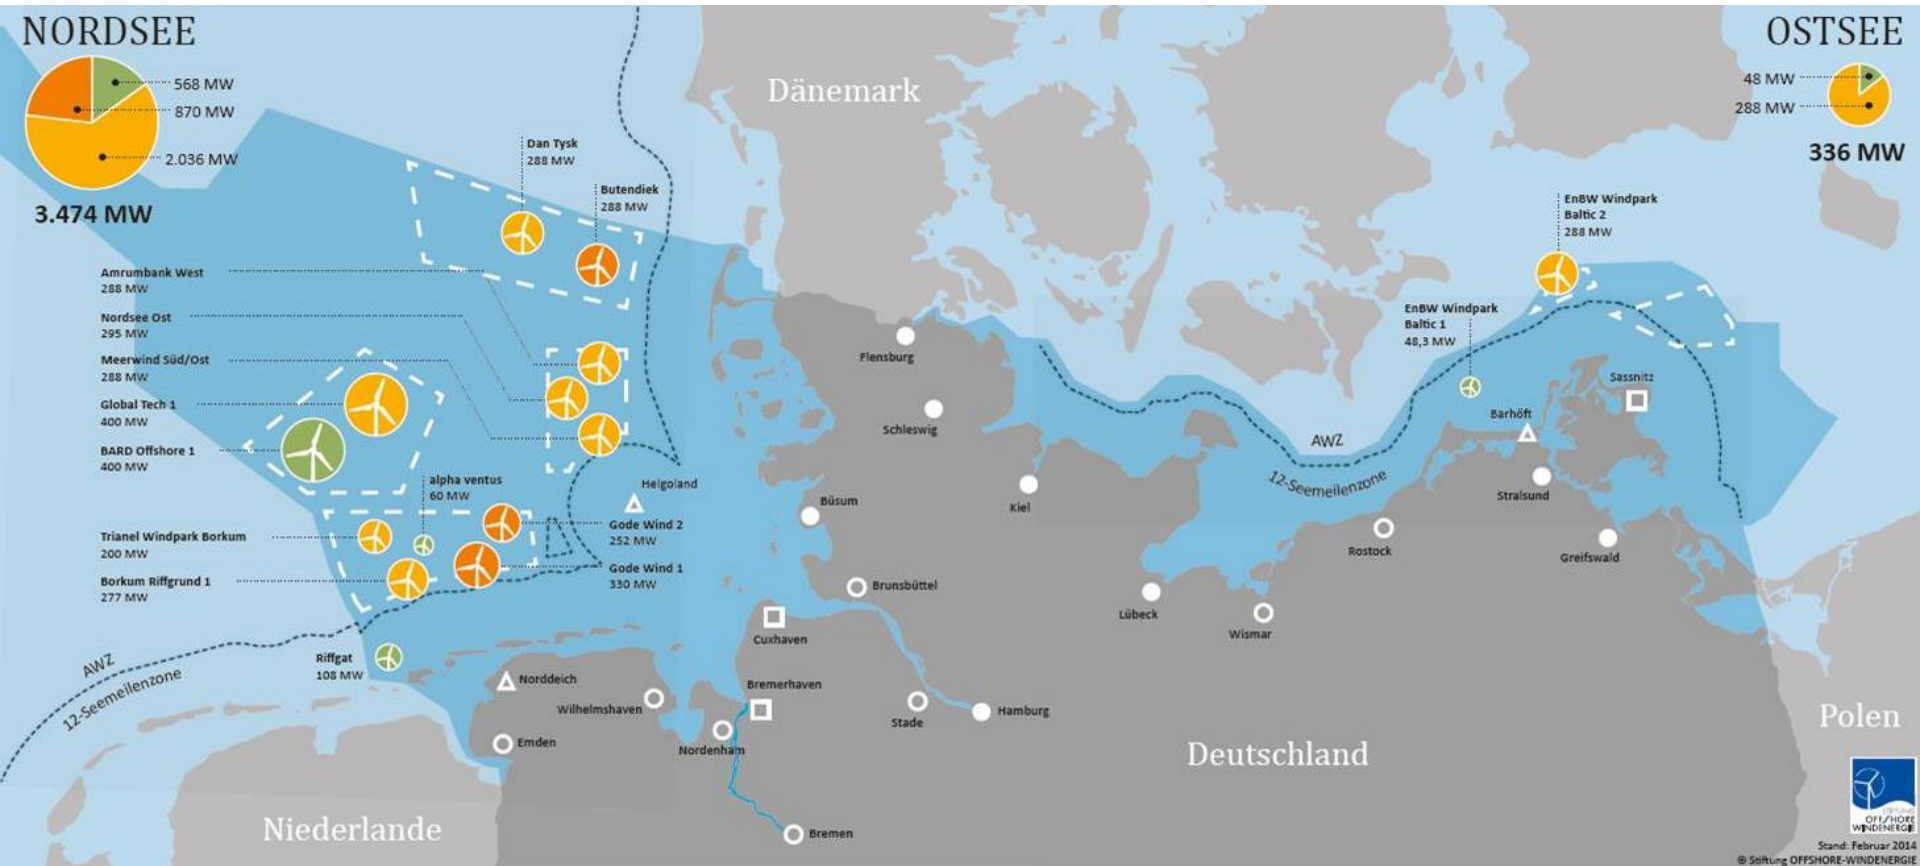 NORDSEE
568 MW
870 MW
2.036 MW
3.474 MW
OSTSEE
48 MW
288 MW
336 MW
Dänemark
Dan Tysk
288 MW
Butendiek
288 MW
Amrumbank West
288 MW
Nordsee Ost
295 MW
Meerwind Süd/Ost
288 MW
Global Tech 1
400 MW
BARD Offshore 1
400 MW
alpha ventus
60 MW
Trianel Windpark Borkum
200 MW
Borkum Riffgrund 1
277 MW
Gode Wind 2
252 MW
Gode Wind 1
330 MW
Riffgat
108 MW
Helgoland
AWZ
12-Seemeilenzone
EnBW Windpark
Baltic 2
288 MW
EnBW Windpark
Baltic 1
48,3 MW
AWZ
12-Seemeilenzone
Flensburg
Schleswig
Kiel
Büsum
Brunsbüttel
Cuxhaven
Bremerhaven
Norddeich
Wilhelmshaven
Emden
Nordenham
Stade
Hamburg
Bremen
Lübeck
Wismar
Rostock
Sassnitz
Barhöft
Stralsund
Greifswald
Niederlande
Deutschland
Polen
STIFTUNG
OFFSHORE
WINDENERGIE
Stand: Februar 2014
© Stiftung OFFSHORE-WINDENERGIE